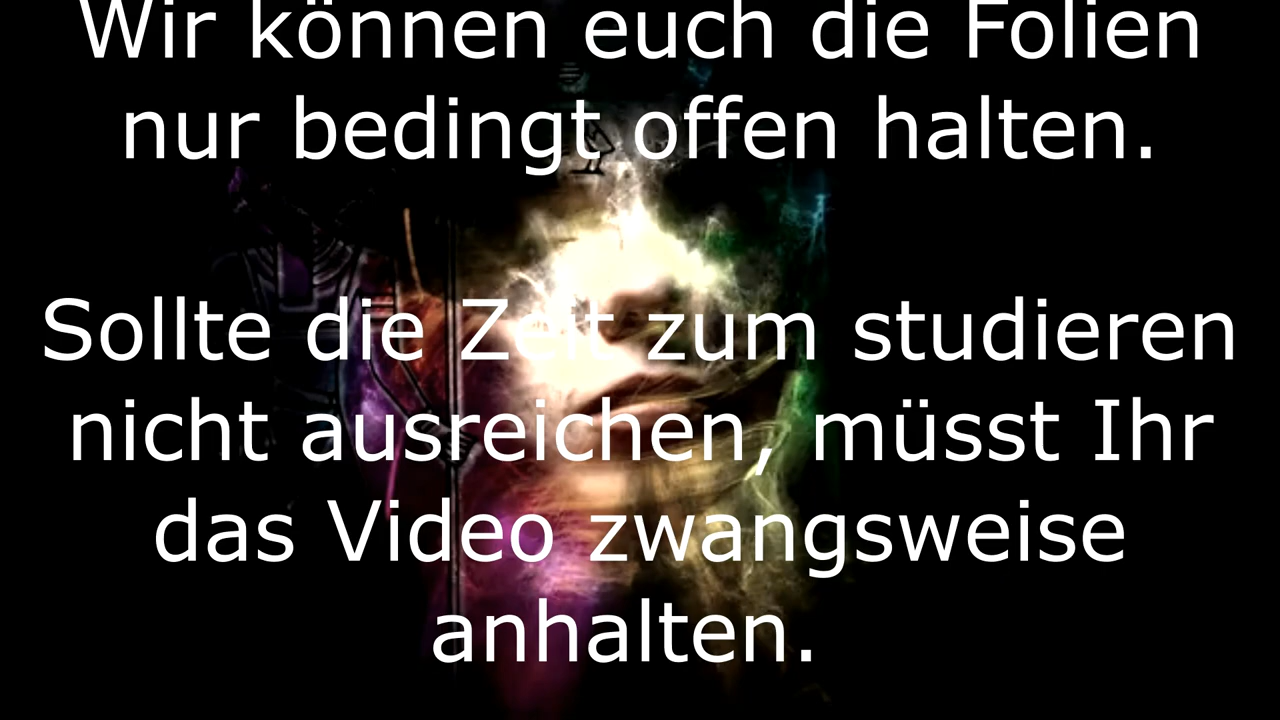 Wir können euch die Folien
nur bedingt offen halten.
Sollte die Zeit zum studieren
nicht ausreichen, müsst Ihr
das Video zwangsweise
anhalten.